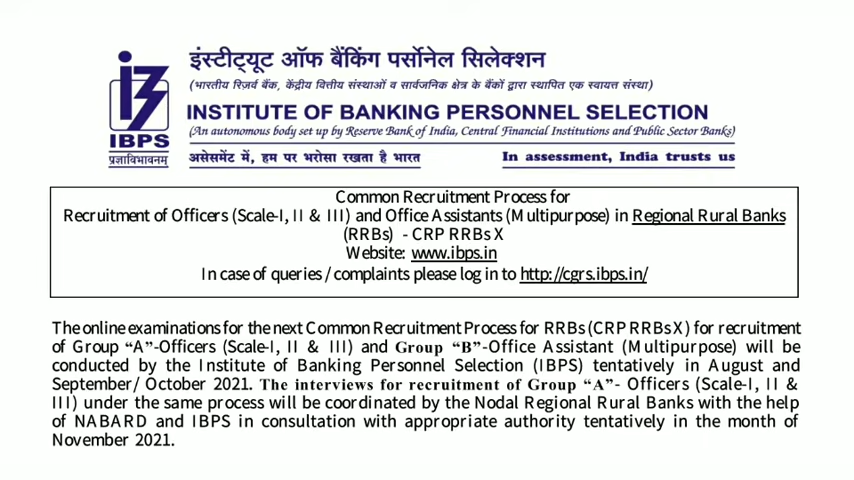 इंस्टीट्यूट ऑफ बैंकिंग पर्सोनेल सिलेक्शन
(भारतीय रिज़र्व बैंक, केंद्रीय वित्तीय संस्थाओं व सार्वजनिक क्षेत्र के बैंकों द्वारा स्थापित एक स्वायत्त संस्था)
INSTITUTE OF BANKING PERSONNEL SELECTION
(An autonomous body set up by Reserve Bank of India, Central Financial Institutions and Public Sector Banks)
IBPS
प्रज्ञाविभावनम्
असेसमेंट में, हम पर भरोसा रखता है भारत
In assessment, India trusts us
Common Recruitment Process for
Recruitment of Officers (Scale-I, II & III) and Office Assistants (Multipurpose) in Regional Rural Banks
(RRBs) - CRP RRBs X
Website: www.ibps.in
In case of queries / complaints please log in to http://cgrs.ibps.in/
The online examinations for the next Common Recruitment Process for RRBs (CRP RRBs X) for recruitment
of Group “A”-Officers (Scale-I, II & III) and Group “B”-Office Assistant (Multipurpose) will be
conducted by the Institute of Banking Personnel Selection (IBPS) tentatively in August and
September/ October 2021. The interviews for recruitment of Group “A”- Officers (Scale-I, II &
III) under the same process will be coordinated by the Nodal Regional Rural Banks with the help
of NABARD and IBPS in consultation with appropriate authority tentatively in the month of
November 2021.